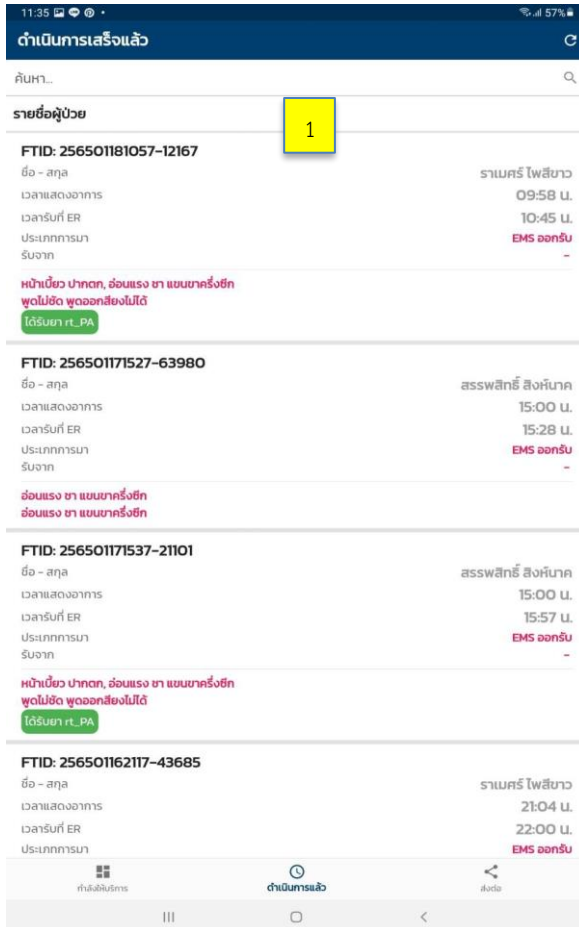 11:35 57%
ดำเนินการเสร็จแล้ว
ค้นหา...
รายชื่อผู้ป่วย
1
FTID: 256501181057-12167
ชื่อ - สกุล ราเมศร์ ไพสีขาว
เวลาแสดงอาการ 09:58 น.
เวลารับที่ ER 10:45 น.
ประเภทการมา EMS ออกรับ
รับจาก -
หน้าเบี้ยว ปากตก, อ่อนแรง ชา แขนขาครึ่งซีก
พูดไม่ชัด พูดออกเสียงไม่ได้
ได้รับยา rt_PA
FTID: 256501171527-63980
ชื่อ - สกุล สรรพสิทธิ์ สิงห์นาค
เวลาแสดงอาการ 15:00 น.
เวลารับที่ ER 15:28 น.
ประเภทการมา EMS ออกรับ
รับจาก -
อ่อนแรง ชา แขนขาครึ่งซีก
อ่อนแรง ชา แขนขาครึ่งซีก
FTID: 256501171537-21101
ชื่อ - สกุล สรรพสิทธิ์ สิงห์นาค
เวลาแสดงอาการ 15:00 น.
เวลารับที่ ER 15:57 น.
ประเภทการมา EMS ออกรับ
รับจาก -
หน้าเบี้ยว ปากตก, อ่อนแรง ชา แขนขาครึ่งซีก
พูดไม่ชัด พูดออกเสียงไม่ได้
ได้รับยา rt_PA
FTID: 256501162117-43685
ชื่อ - สกุล ราเมศร์ ไพสีขาว
เวลาแสดงอาการ 21:04 น.
เวลารับที่ ER 22:00 น.
ประเภทการมา EMS ออกรับ
กำลังให้บริการ ดำเนินการแล้ว ส่งต่อ